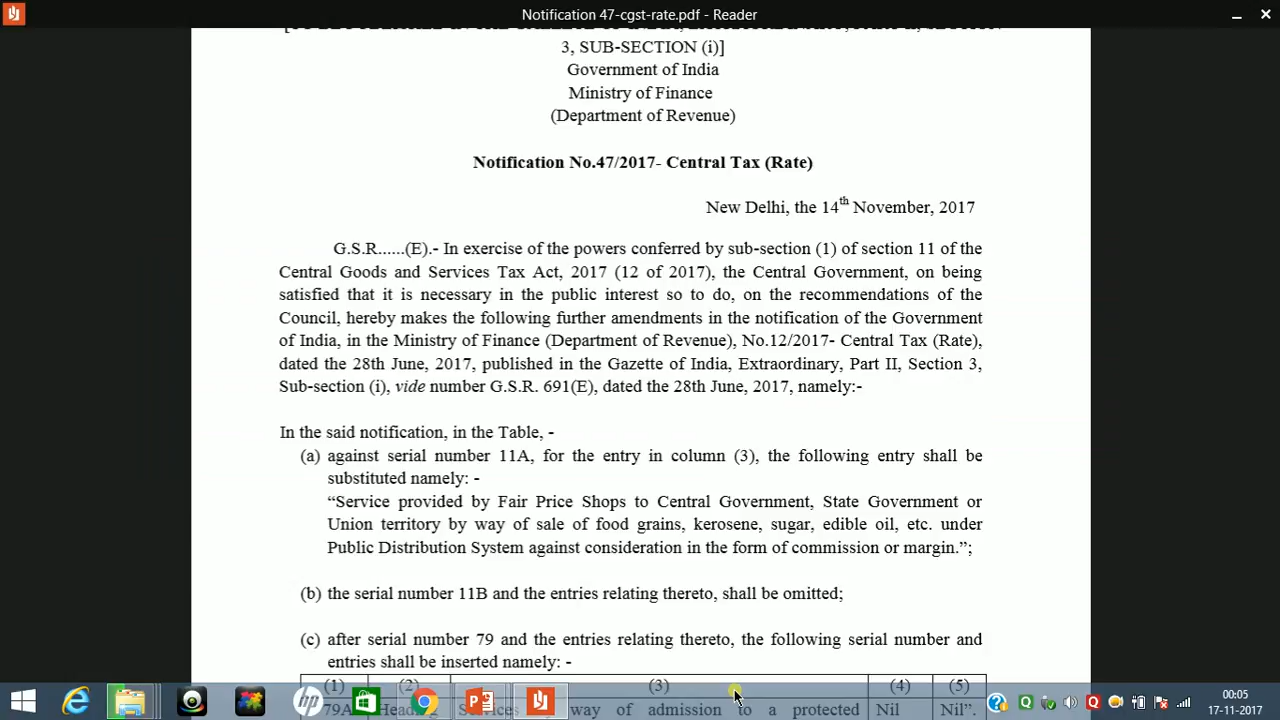 Notification 47-cgst-rate.pdf - Reader
3, SUB-SECTION (i)]
Government of India
Ministry of Finance
(Department of Revenue)
Notification No.47/2017- Central Tax (Rate)
New Delhi, the 14th November, 2017
G.S.R......(E).- In exercise of the powers conferred by sub-section (1) of section 11 of the
Central Goods and Services Tax Act, 2017 (12 of 2017), the Central Government, on being
satisfied that it is necessary in the public interest so to do, on the recommendations of the
Council, hereby makes the following further amendments in the notification of the Government
of India, in the Ministry of Finance (Department of Revenue), No.12/2017- Central Tax (Rate),
dated the 28th June, 2017, published in the Gazette of India, Extraordinary, Part II, Section 3,
Sub-section (i), vide number G.S.R. 691(E), dated the 28th June, 2017, namely:-
In the said notification, in the Table, -
(a) against serial number 11A, for the entry in column (3), the following entry shall be
substituted namely: -
“Service provided by Fair Price Shops to Central Government, State Government or
Union territory by way of sale of food grains, kerosene, sugar, edible oil, etc. under
Public Distribution System against consideration in the form of commission or margin.”;
(b) the serial number 11B and the entries relating thereto, shall be omitted;
(c) after serial number 79 and the entries relating thereto, the following serial number and
entries shall be inserted namely: -
(1) (2) (3) (4) (5)
79A Heading Services by way of admission to a protected Nil Nil”.
00:05
17-11-2017